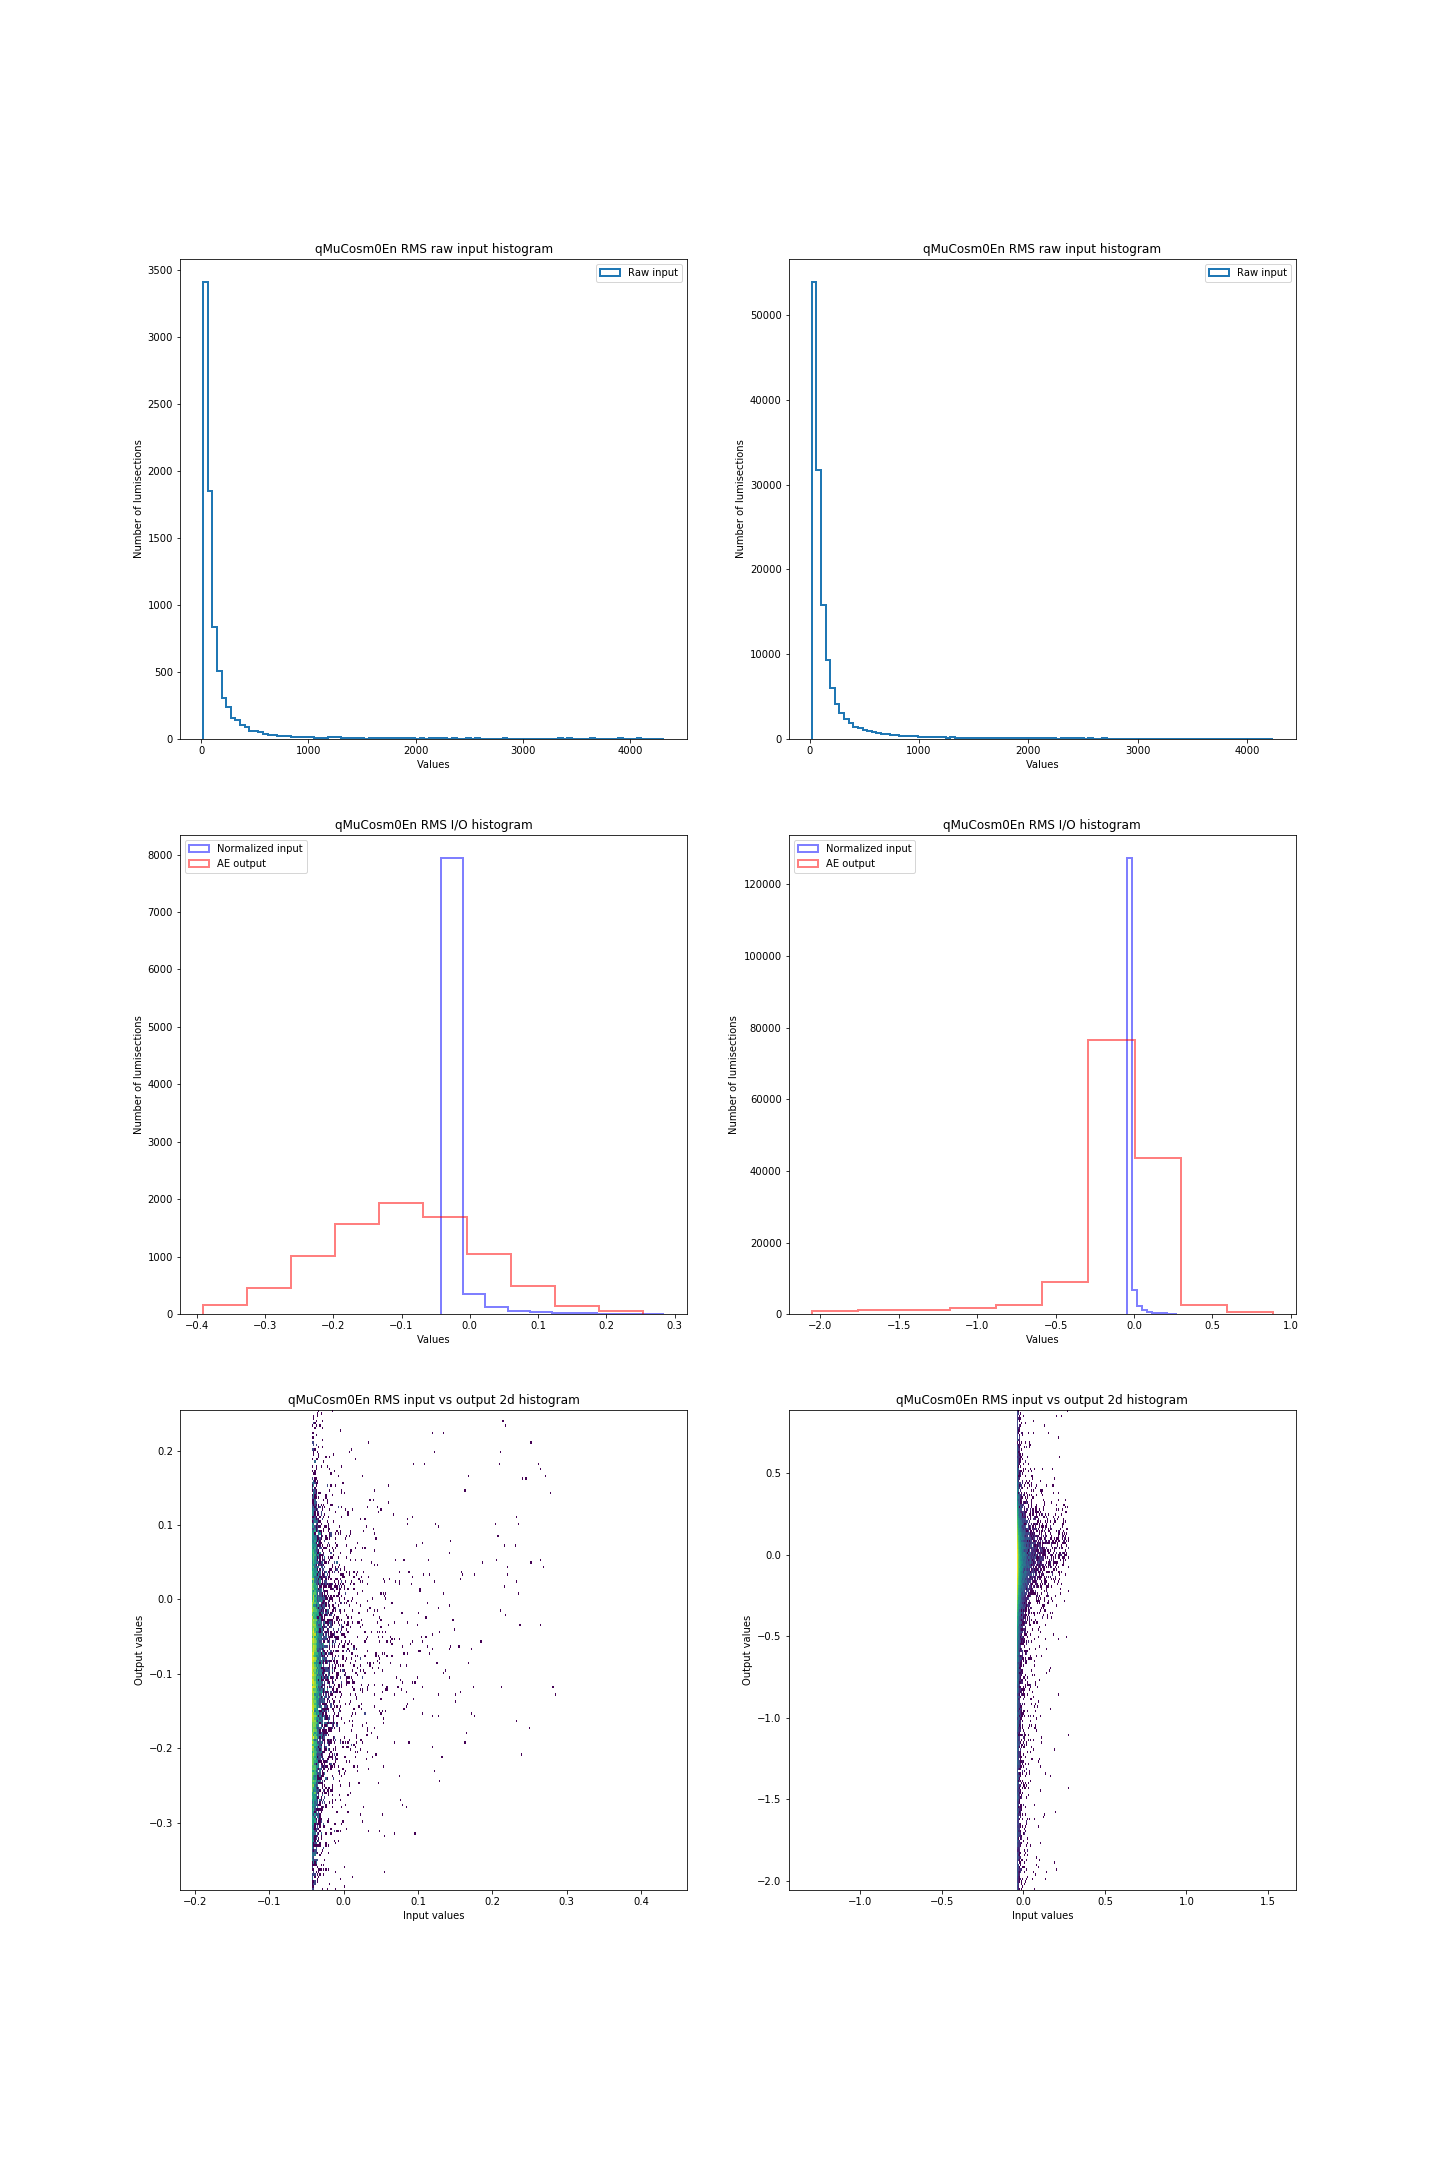 qMuCosm0En RMS raw input histogram
Raw input
3500
3000
2500
2000
1500
1000
500
0
Number of lumisections
0 1000 2000 3000 4000
Values
qMuCosm0En RMS raw input histogram
Raw input
50000
40000
30000
20000
10000
0
Number of lumisections
0 1000 2000 3000 4000
Values
qMuCosm0En RMS I/O histogram
Normalized input
AE output
8000
7000
6000
5000
4000
3000
2000
1000
0
Number of lumisections
−0.4 −0.3 −0.2 −0.1 0.0 0.1 0.2 0.3
Values
qMuCosm0En RMS I/O histogram
Normalized input
AE output
120000
100000
80000
60000
40000
20000
0
Number of lumisections
−2.0 −1.5 −1.0 −0.5 0.0 0.5 1.0
Values
qMuCosm0En RMS input vs output 2d histogram
0.2
0.1
0.0
−0.1
−0.2
−0.3
Output values
−0.2 −0.1 0.0 0.1 0.2 0.3 0.4
Input values
qMuCosm0En RMS input vs output 2d histogram
0.5
0.0
−0.5
−1.0
−1.5
−2.0
Output values
−1.0 −0.5 0.0 0.5 1.0 1.5
Input values